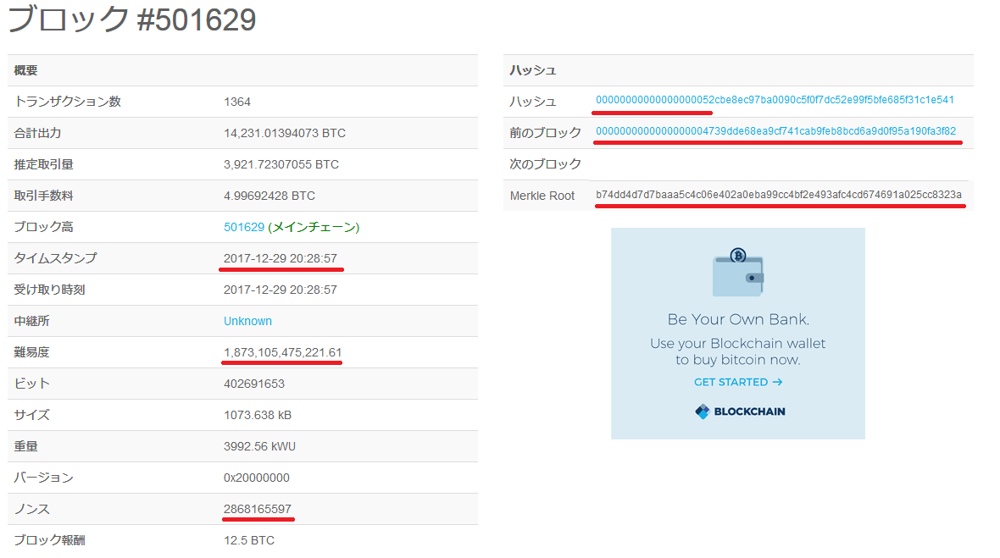 ブロック #501629
概要
トランザクション数 1364
合計出力 14,231.01394073 BTC
推定取引量 3,921.72307055 BTC
取引手数料 4.99692428 BTC
ブロック高 501629 (メインチェーン)
タイムスタンプ 2017-12-29 20:28:57
受け取り時刻 2017-12-29 20:28:57
中継所 Unknown
難易度 1,873,105,475,221.61
ビット 402691653
サイズ 1073.638 kB
重量 3992.56 kWU
バージョン 0x20000000
ノンス 2868165597
ブロック報酬 12.5 BTC
ハッシュ
ハッシュ 00000000000000000052cbe8ec97ba0090c5f0f7dc52e99f5bfe685f31c1e541
前のブロック 0000000000000000004739dde68ea9cf741cab9feb8bcd6a9d0f95a190fa3f82
次のブロック
Merkle Root b74dd4d7d7baaa5c4c06e402a0eba99cc4bf2e493afc4cd674691a025cc8323a
Be Your Own Bank.
Use your Blockchain wallet
to buy bitcoin now.
GET STARTED →
BLOCKCHAIN